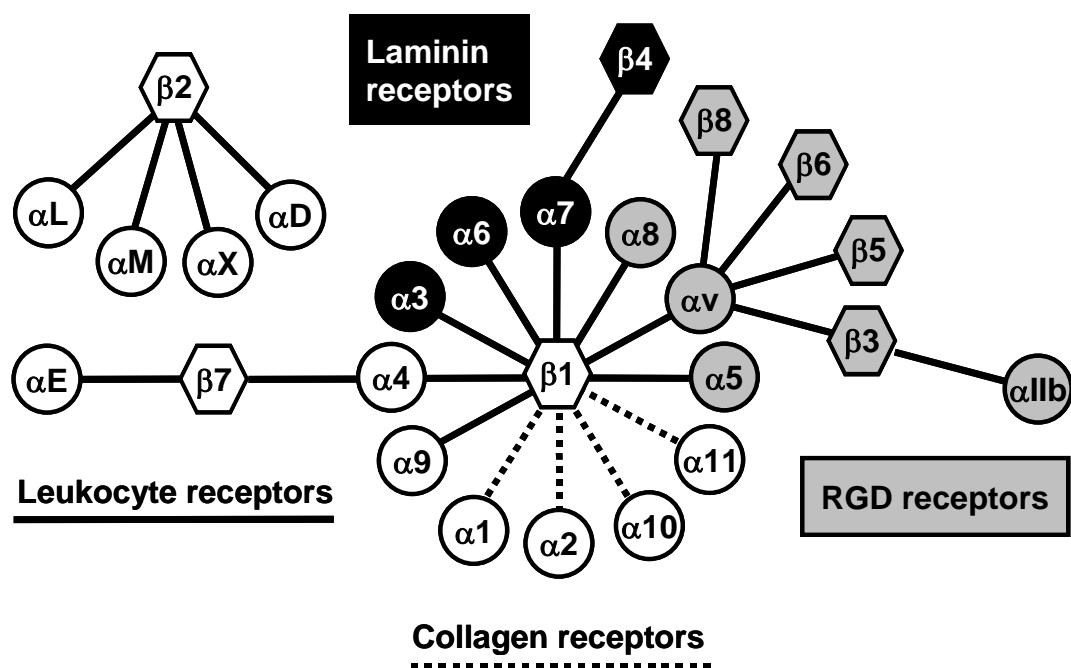 Laminin
receptors
β4
β2
β8
β6
αL
αD
α7
α6
α8
β5
αM
αX
α3
αv
β3
αE
β7
α4
β1
α5
αIIb
α9
α11
Leukocyte receptors
RGD receptors
α1
α2
α10
Collagen receptors